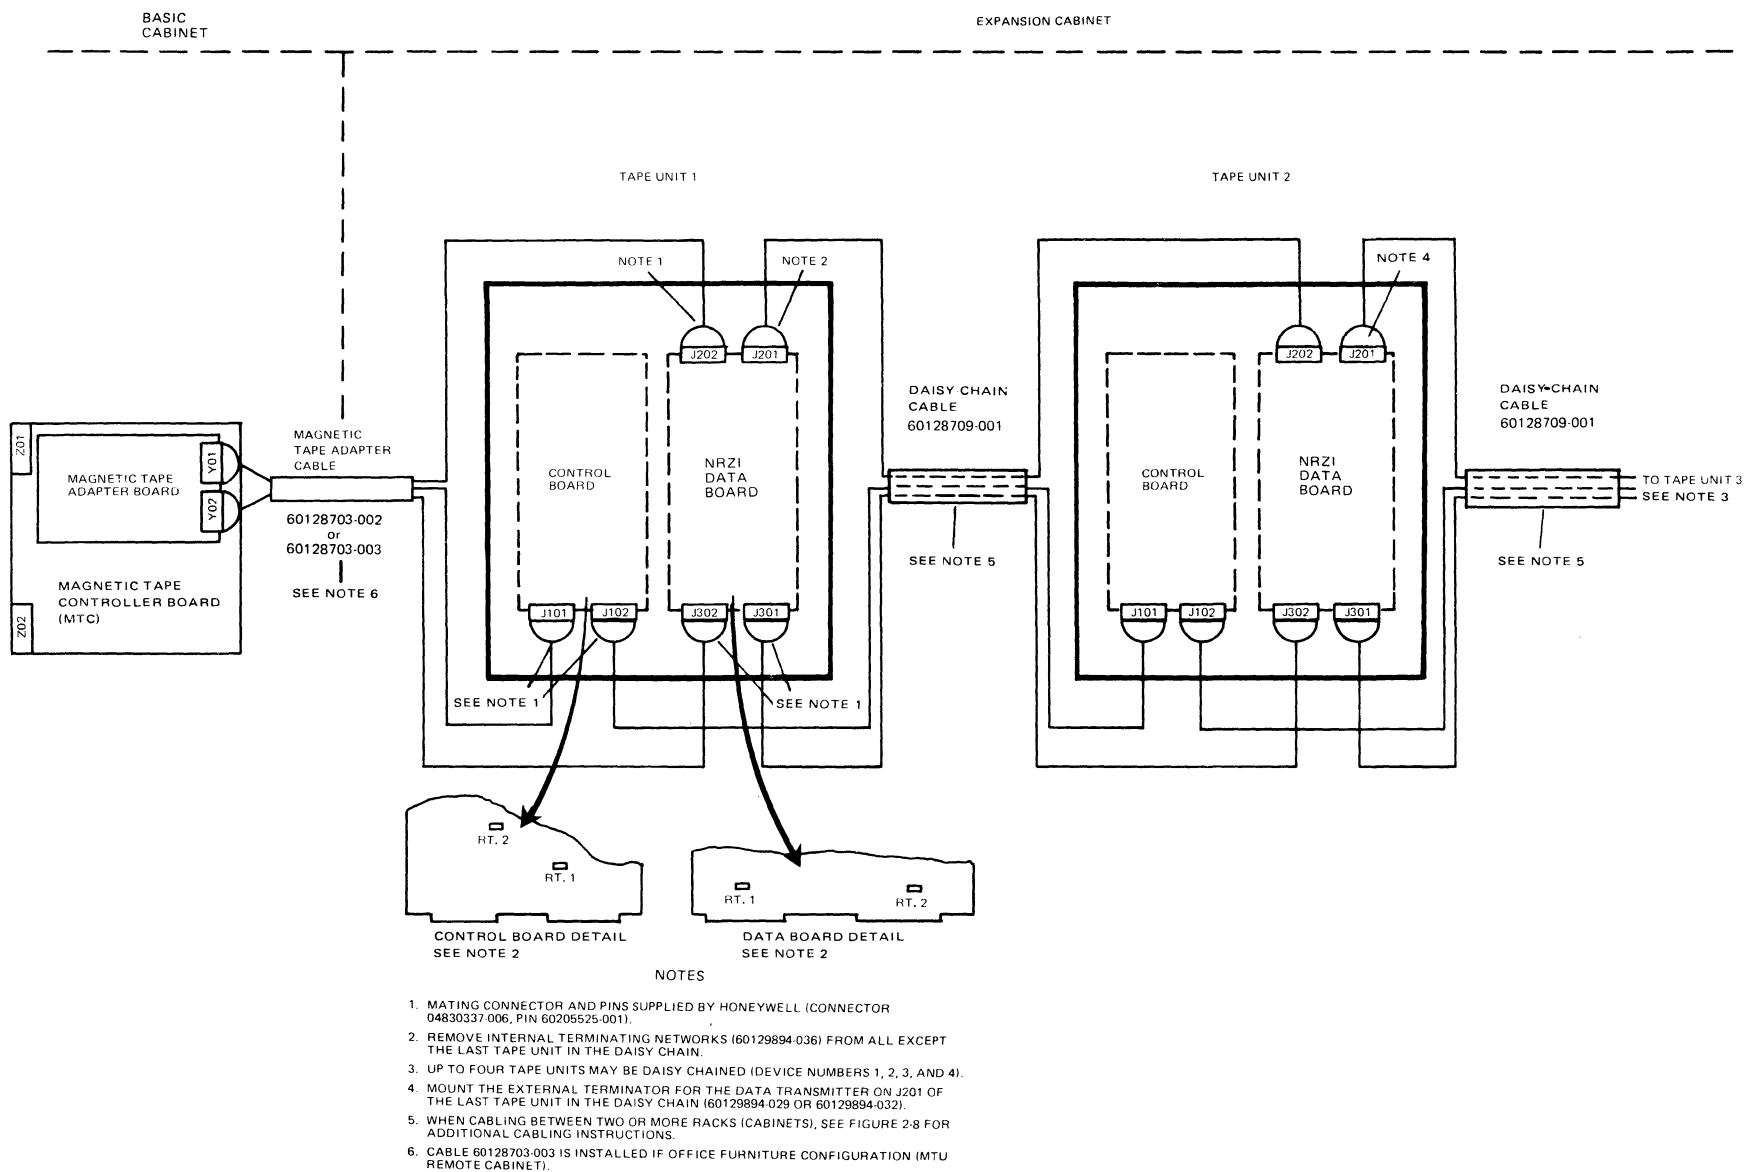 BASIC
CABINET
EXPANSION CABINET
TAPE UNIT 1
TAPE UNIT 2
NOTE 1
NOTE 2
NOTE 4
J202
J201
J202
J201
DAISY-CHAIN
CABLE
60128709-001
DAISY-CHAIN
CABLE
60128709-001
Z01
Y01
Y02
Z02
MAGNETIC TAPE
ADAPTER BOARD
MAGNETIC TAPE
CONTROLLER BOARD
(MTC)
MAGNETIC
TAPE ADAPTER
CABLE
60128703-002
or
60128703-003
SEE NOTE 6
CONTROL
BOARD
NRZI
DATA
BOARD
CONTROL
BOARD
NRZI
DATA
BOARD
TO TAPE UNIT 3
SEE NOTE 3
SEE NOTE 5
SEE NOTE 5
J101
J102
J302
J301
J101
J102
J302
J301
SEE NOTE 1
SEE NOTE 1
RT. 2
RT. 1
RT. 1
RT. 2
CONTROL BOARD DETAIL
SEE NOTE 2
DATA BOARD DETAIL
SEE NOTE 2
NOTES
1. MATING CONNECTOR AND PINS SUPPLIED BY HONEYWELL (CONNECTOR
04830337-006, PIN 60205525-001).
2. REMOVE INTERNAL TERMINATING NETWORKS (60129894-036) FROM ALL EXCEPT
THE LAST TAPE UNIT IN THE DAISY CHAIN.
3. UP TO FOUR TAPE UNITS MAY BE DAISY CHAINED (DEVICE NUMBERS 1, 2, 3, AND 4).
4. MOUNT THE EXTERNAL TERMINATOR FOR THE DATA TRANSMITTER ON J201 OF
THE LAST TAPE UNIT IN THE DAISY CHAIN (60129894-029 OR 60129894-032).
5. WHEN CABLING BETWEEN TWO OR MORE RACKS (CABINETS), SEE FIGURE 2-8 FOR
ADDITIONAL CABLING INSTRUCTIONS.
6. CABLE 60128703-003 IS INSTALLED IF OFFICE FURNITURE CONFIGURATION (MTU
REMOTE CABINET).